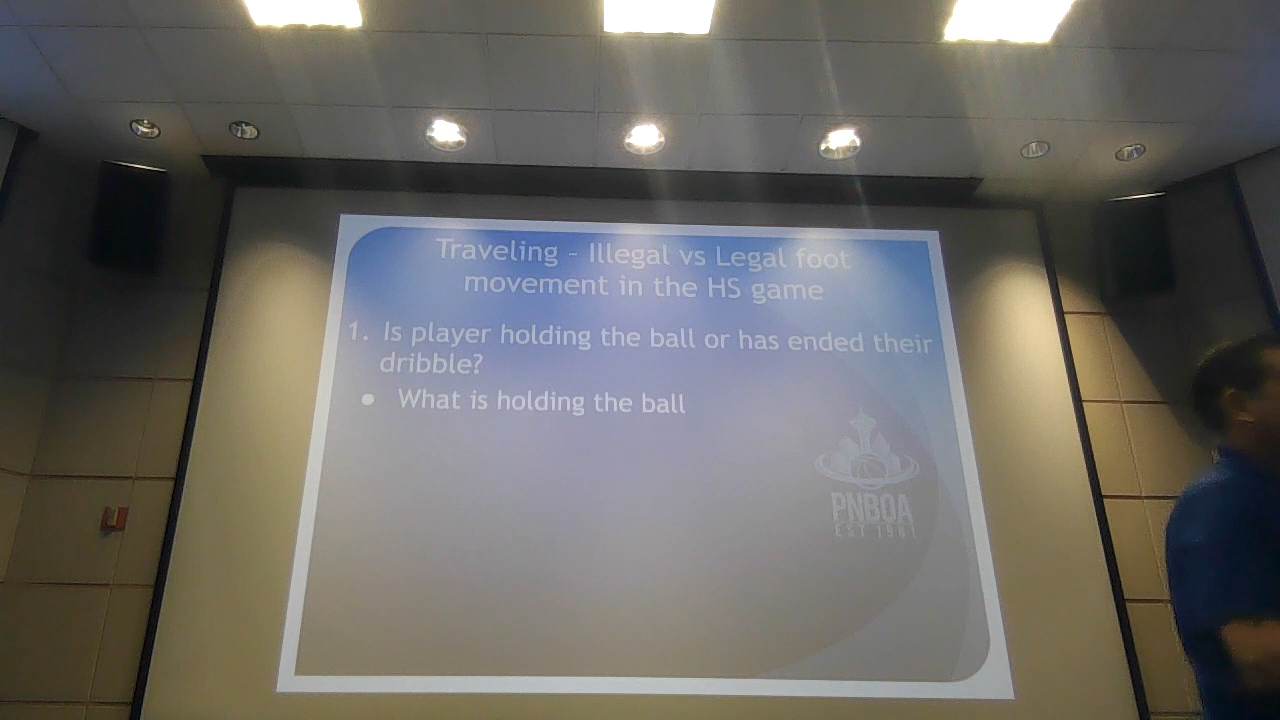 Traveling - Illegal vs Legal foot
movement in the HS game
1. Is player holding the ball or has ended their
dribble?
● What is holding the ball
PNBOA
EST 1961